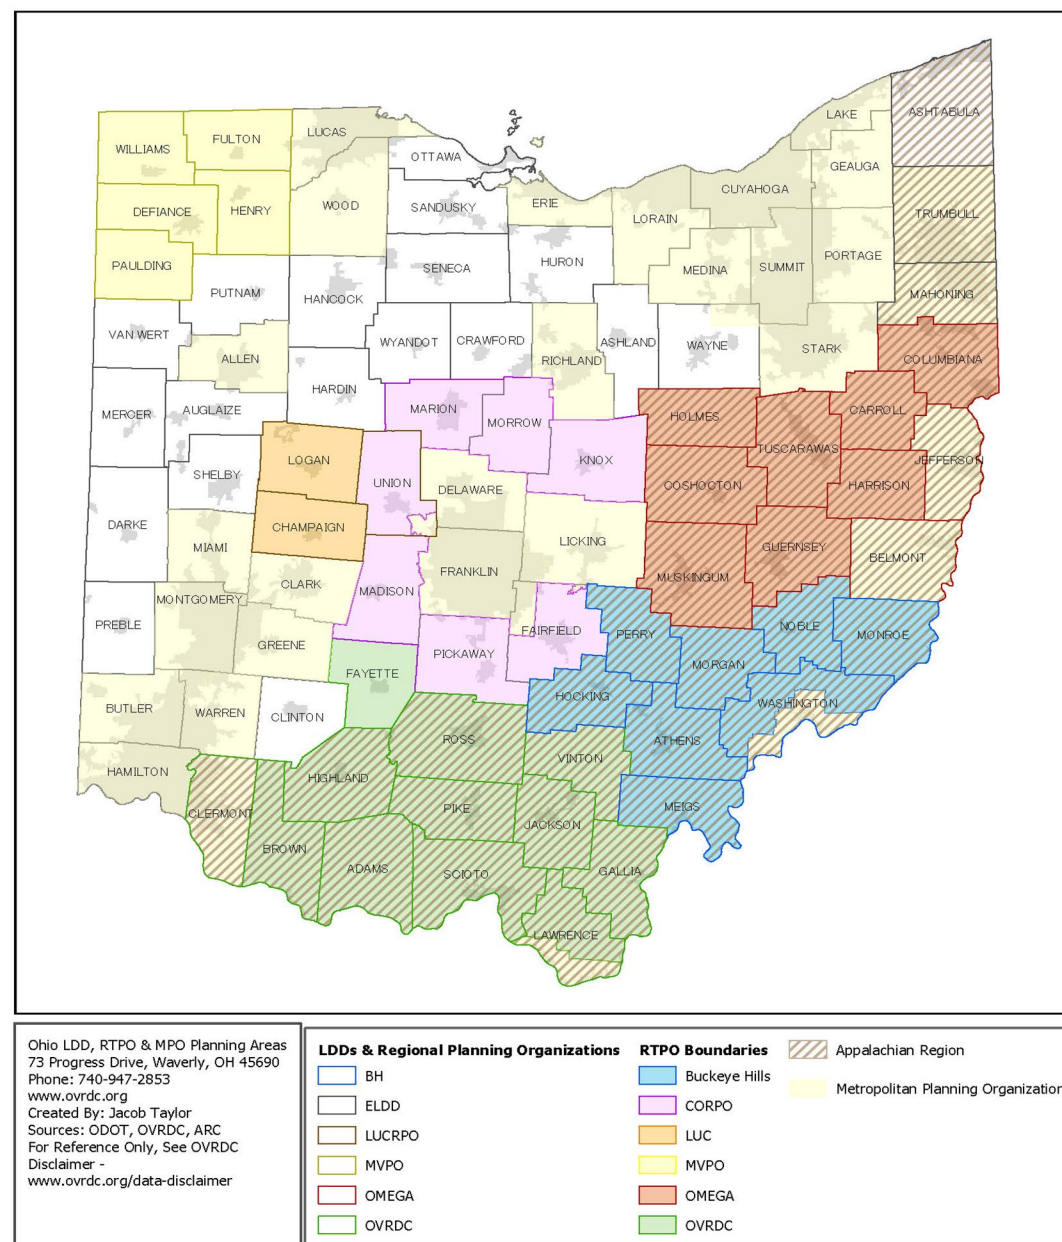 ASHTABULA
LAKE
LUCAS
FULTON
WILLIAMS
OTTAWA
GEAUGA
CUYAHOGA
ERIE
SANDUSKY
WOOD
HENRY
DEFIANCE
LORAIN
TRUMBULL
PORTAGE
SUMMIT
MEDINA
HURON
SENECA
PAULDING
PUTNAM
HANCOCK
MAHONING
VAN WERT
WYANDOT
CRAWFORD
ASHLAND
WAYNE
STARK
ALLEN
RICHLAND
COLUMBIANA
HARDIN
MERCER
AUGLAIZE
MARION
MORROW
HOLMES
CARROLL
TUSCARAWAS
LOGAN
KNOX
JEFFERSON
SHELBY
UNION
DELAWARE
COSHOCTON
HARRISON
DARKE
CHAMPAIGN
MIAMI
LICKING
GUERNSEY
BELMONT
CLARK
FRANKLIN
MUSKINGUM
MADISON
MONTGOMERY
PREBLE
GREENE
FAIRFIELD
PERRY
NOBLE
MONROE
PICKAWAY
MORGAN
FAYETTE
HOCKING
WASHINGTON
BUTLER
WARREN
CLINTON
ROSS
ATHENS
VINTON
HAMILTON
HIGHLAND
CLERMONT
PIKE
MEIGS
JACKSON
BROWN
ADAMS
SCIOTO
GALLIA
LAWRENCE
Ohio LDD, RTPO & MPO Planning Areas
73 Progress Drive, Waverly, OH 45690
Phone: 740-947-2853
www.ovrdc.org
Created By: Jacob Taylor
Sources: ODOT, OVRDC, ARC
For Reference Only, See OVRDC
Disclaimer -
www.ovrdc.org/data-disclaimer
LDDs & Regional Planning Organizations
BH
ELDD
LUCRPO
MVPO
OMEGA
OVRDC
RTPO Boundaries
Buckeye Hills
CORPO
LUC
MVPO
OMEGA
OVRDC
Appalachian Region
Metropolitan Planning Organization